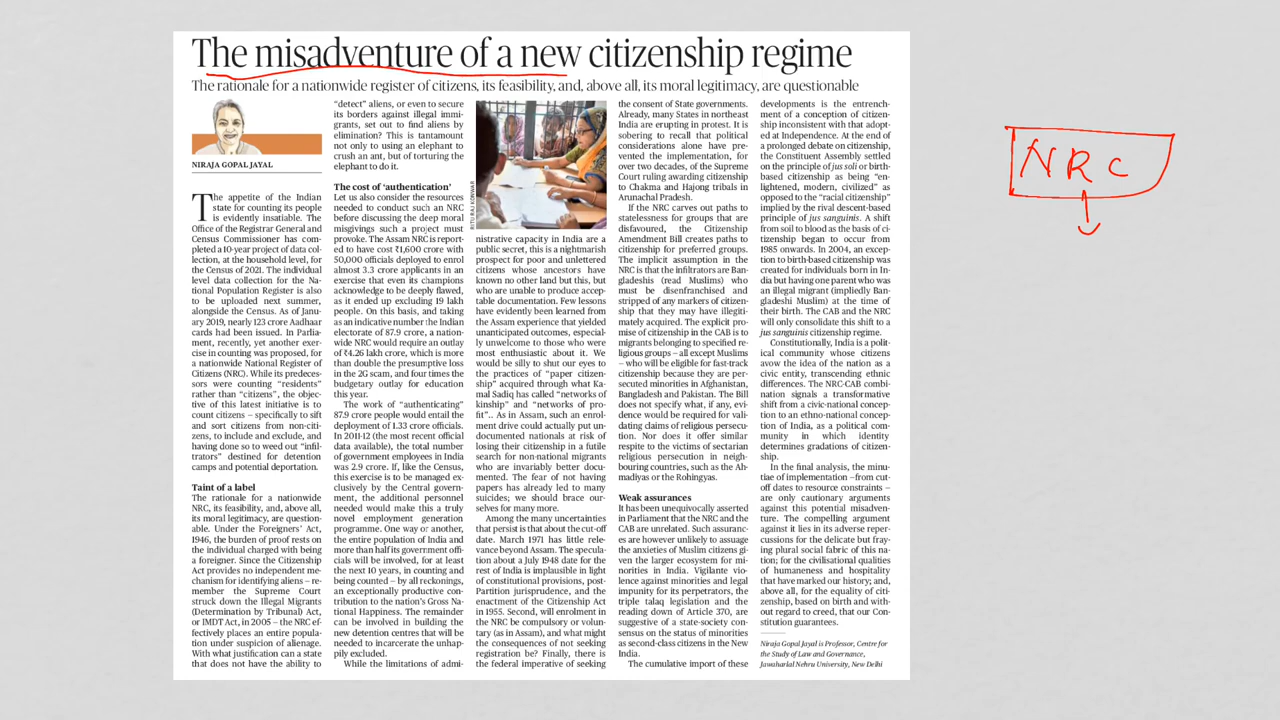 The misadventure of a new citizenship regime
The rationale for a nationwide register of citizens, its feasibility, and, above all, its moral legitimacy, are questionable
NIRAJA GOPAL JAYAL
The appetite of the Indian
state for counting its people
is evidently insatiable. The
Office of the Registrar General and
Census Commissioner has com-
pleted a 10-year project of data col-
lection, at the household level, for
the Census of 2021. The individual
level data collection for the Na-
tional Population Register is also
to be uploaded next summer,
alongside the Census. As of Jan-
uary 2019, nearly 123 crore Aadhaar
cards had been issued. In Parlia-
ment, recently, yet another exer-
cise in counting was proposed, for
a nationwide National Register of
Citizens (NRC). While its predeces-
sors were counting “residents”
rather than “citizens”, the objec-
tive of this latest initiative is to
count citizens – specifically to sift
and sort citizens from non-citi-
zens, to include and exclude, and
having done so to weed out “infil-
trators” destined for detention
camps and potential deportation.
Taint of a label
The rationale for a nationwide
NRC, its feasibility, and, above all,
its moral legitimacy, are question-
able. Under the Foreigners’ Act,
1946, the burden of proof rests on
the individual charged with being
a foreigner. Since the Citizenship
Act provides no independent me-
chanism for identifying aliens – re-
member the Supreme Court
struck down the Illegal Migrants
(Determination by Tribunal) Act,
or IMDT Act, in 2005 – the NRC ef-
fectively places an entire popula-
tion under suspicion of alienage.
With what justification can a state
that does not have the ability to
“detect” aliens, or even to secure
its borders against illegal immi-
grants, set out to find aliens by
elimination? This is tantamount
not only to using an elephant to
crush an ant, but of torturing the
elephant to do it.
The cost of ‘authentication’
Let us also consider the resources
needed to conduct such an NRC
before discussing the deep moral
misgivings such a project must
provoke. The Assam NRC is report-
ed to have cost ₹1,600 crore with
50,000 officials deployed to enrol
almost 3.3 crore applicants in an
exercise that even its champions
acknowledge to be deeply flawed,
as it ended up excluding 19 lakh
people. On this basis, and taking
as an indicative number the Indian
electorate of 87.9 crore, a nation-
wide NRC would require an outlay
of ₹4.26 lakh crore, which is more
than double the presumptive loss
in the 2G scam, and four times the
budgetary outlay for education
this year.
The work of “authenticating”
87.9 crore people would entail the
deployment of 1.33 crore officials.
In 2011-12 (the most recent official
data available), the total number
of government employees in India
was 2.9 crore. If, like the Census,
this exercise is to be managed ex-
clusively by the Central govern-
ment, the additional personnel
needed would make this a truly
novel employment generation
programme. One way or another,
the entire population of India and
more than half its government offi-
cials will be involved, for at least
the next 10 years, in counting and
being counted – by all reckonings,
an exceptionally productive con-
tribution to the nation’s Gross Na-
tional Happiness. The remainder
can be involved in building the
new detention centres that will be
needed to incarcerate the unhap-
pily excluded.
While the limitations of admi-
RITU RAJ KONWAR
nistrative capacity in India are a
public secret, this is a nightmarish
prospect for poor and unlettered
citizens whose ancestors have
known no other land but this, but
who are unable to produce accep-
table documentation. Few lessons
have evidently been learned from
the Assam experience that yielded
unanticipated outcomes, especial-
ly unwelcome to those who were
most enthusiastic about it. We
would be silly to shut our eyes to
the practices of “paper citizen-
ship” acquired through what Ka-
mal Sadiq has called “networks of
kinship” and “networks of pro-
fit”.. As in Assam, such an enrol-
ment drive could actually put un-
documented nationals at risk of
losing their citizenship in a futile
search for non-national migrants
who are invariably better docu-
mented. The fear of not having
papers has already led to many
suicides; we should brace our-
selves for many more.
Among the many uncertainties
that persist is that about the cut-off
date. March 1971 has little rele-
vance beyond Assam. The specula-
tion about a July 1948 date for the
rest of India is implausible in light
of constitutional provisions, post-
Partition jurisprudence, and the
enactment of the Citizenship Act
in 1955. Second, will enrolment in
the NRC be compulsory or volun-
tary (as in Assam), and what might
the consequences of not seeking
registration be? Finally, there is
the federal imperative of seeking
the consent of State governments.
Already, many States in northeast
India are erupting in protest. It is
sobering to recall that political
considerations alone have pre-
vented the implementation, for
over two decades, of the Supreme
Court ruling awarding citizenship
to Chakma and Hajong tribals in
Arunachal Pradesh.
If the NRC carves out paths to
statelessness for groups that are
disfavoured, the Citizenship
Amendment Bill creates paths to
citizenship for preferred groups.
The implicit assumption in the
NRC is that the infiltrators are Ban-
gladeshis (read Muslims) who
must be disenfranchised and
stripped of any markers of citizen-
ship that they may have illegiti-
mately acquired. The explicit pro-
mise of citizenship in the CAB is to
migrants belonging to specified re-
ligious groups – all except Muslims
– who will be eligible for fast-track
citizenship because they are per-
secuted minorities in Afghanistan,
Bangladesh and Pakistan. The Bill
does not specify what, if any, evi-
dence would be required for vali-
dating claims of religious persecu-
tion. Nor does it offer similar
respite to the victims of sectarian
religious persecution in neigh-
bouring countries, such as the Ah-
madiyas or the Rohingyas.
Weak assurances
It has been unequivocally asserted
in Parliament that the NRC and the
CAB are unrelated. Such assuranc-
es are however unlikely to assuage
the anxieties of Muslim citizens gi-
ven the larger ecosystem for mi-
norities in India. Vigilante vio-
lence against minorities and legal
impunity for its perpetrators, the
triple talaq legislation and the
reading down of Article 370, are
suggestive of a state-society con-
sensus on the status of minorities
as second-class citizens in the New
India.
The cumulative import of these
developments is the entrench-
ment of a conception of citizen-
ship inconsistent with that adopt-
ed at Independence. At the end of
a prolonged debate on citizenship,
the Constituent Assembly settled
on the principle of jus soli or birth-
based citizenship as being “en-
lightened, modern, civilized” as
opposed to the “racial citizenship”
implied by the rival descent-based
principle of jus sanguinis. A shift
from soil to blood as the basis of ci-
tizenship began to occur from
1985 onwards. In 2004, an excep-
tion to birth-based citizenship was
created for individuals born in In-
dia but having one parent who was
an illegal migrant (impliedly Ban-
gladeshi Muslim) at the time of
their birth. The CAB and the NRC
will only consolidate this shift to a
jus sanguinis citizenship regime.
Constitutionally, India is a polit-
ical community whose citizens
avow the idea of the nation as a
civic entity, transcending ethnic
differences. The NRC-CAB combi-
nation signals a transformative
shift from a civic-national concep-
tion to an ethno-national concep-
tion of India, as a political com-
munity in which identity
determines gradations of citizen-
ship.
In the final analysis, the minu-
tiae of implementation –from cut-
off dates to resource constraints –
are only cautionary arguments
against this potential misadven-
ture. The compelling argument
against it lies in its adverse reper-
cussions for the delicate but fray-
ing plural social fabric of this na-
tion; for the civilisational qualities
of humaneness and hospitality
that have marked our history; and,
above all, for the equality of citi-
zenship, based on birth and with-
out regard to creed, that our Con-
stitution guarantees.
Niraja Gopal Jayal is Professor, Centre for
the Study of Law and Governance,
Jawaharlal Nehru University, New Delhi
NRC